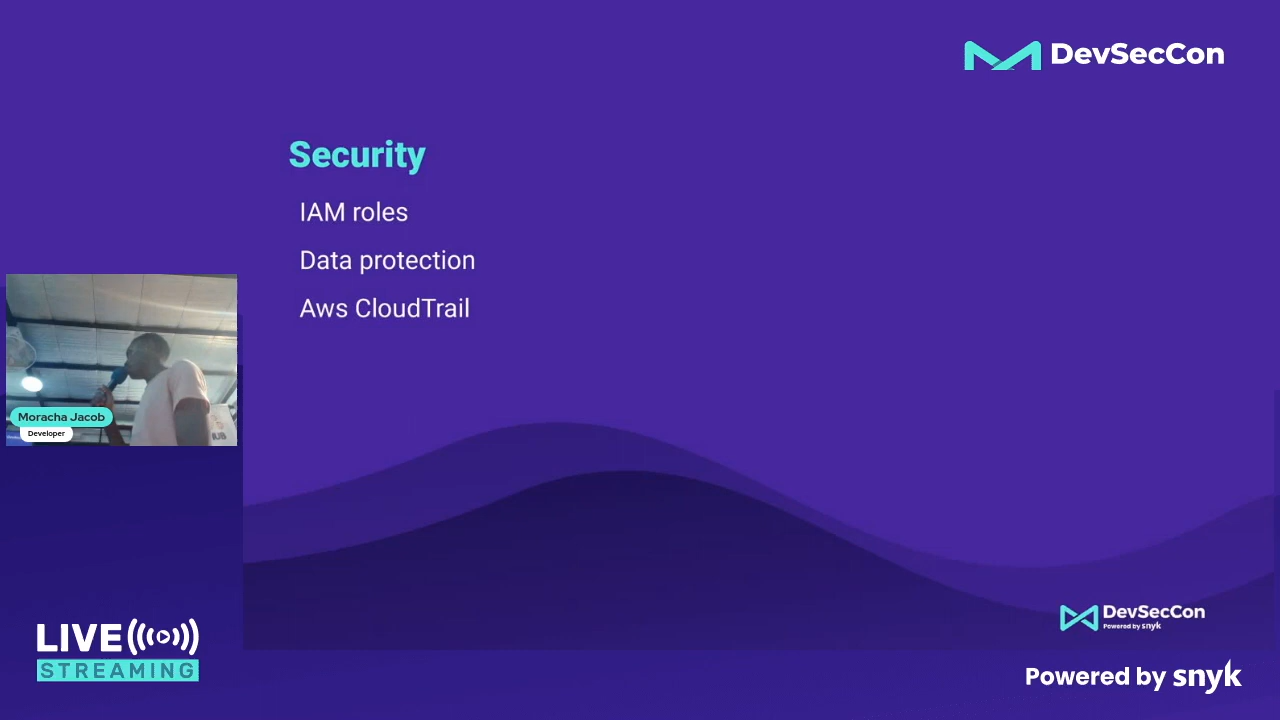 DevSecCon
Security
IAM roles
Data protection
Aws CloudTrail
Moracha Jacob
Developer
LIVE
STREAMING
DevSecCon
Powered by snyk
Powered by snyk